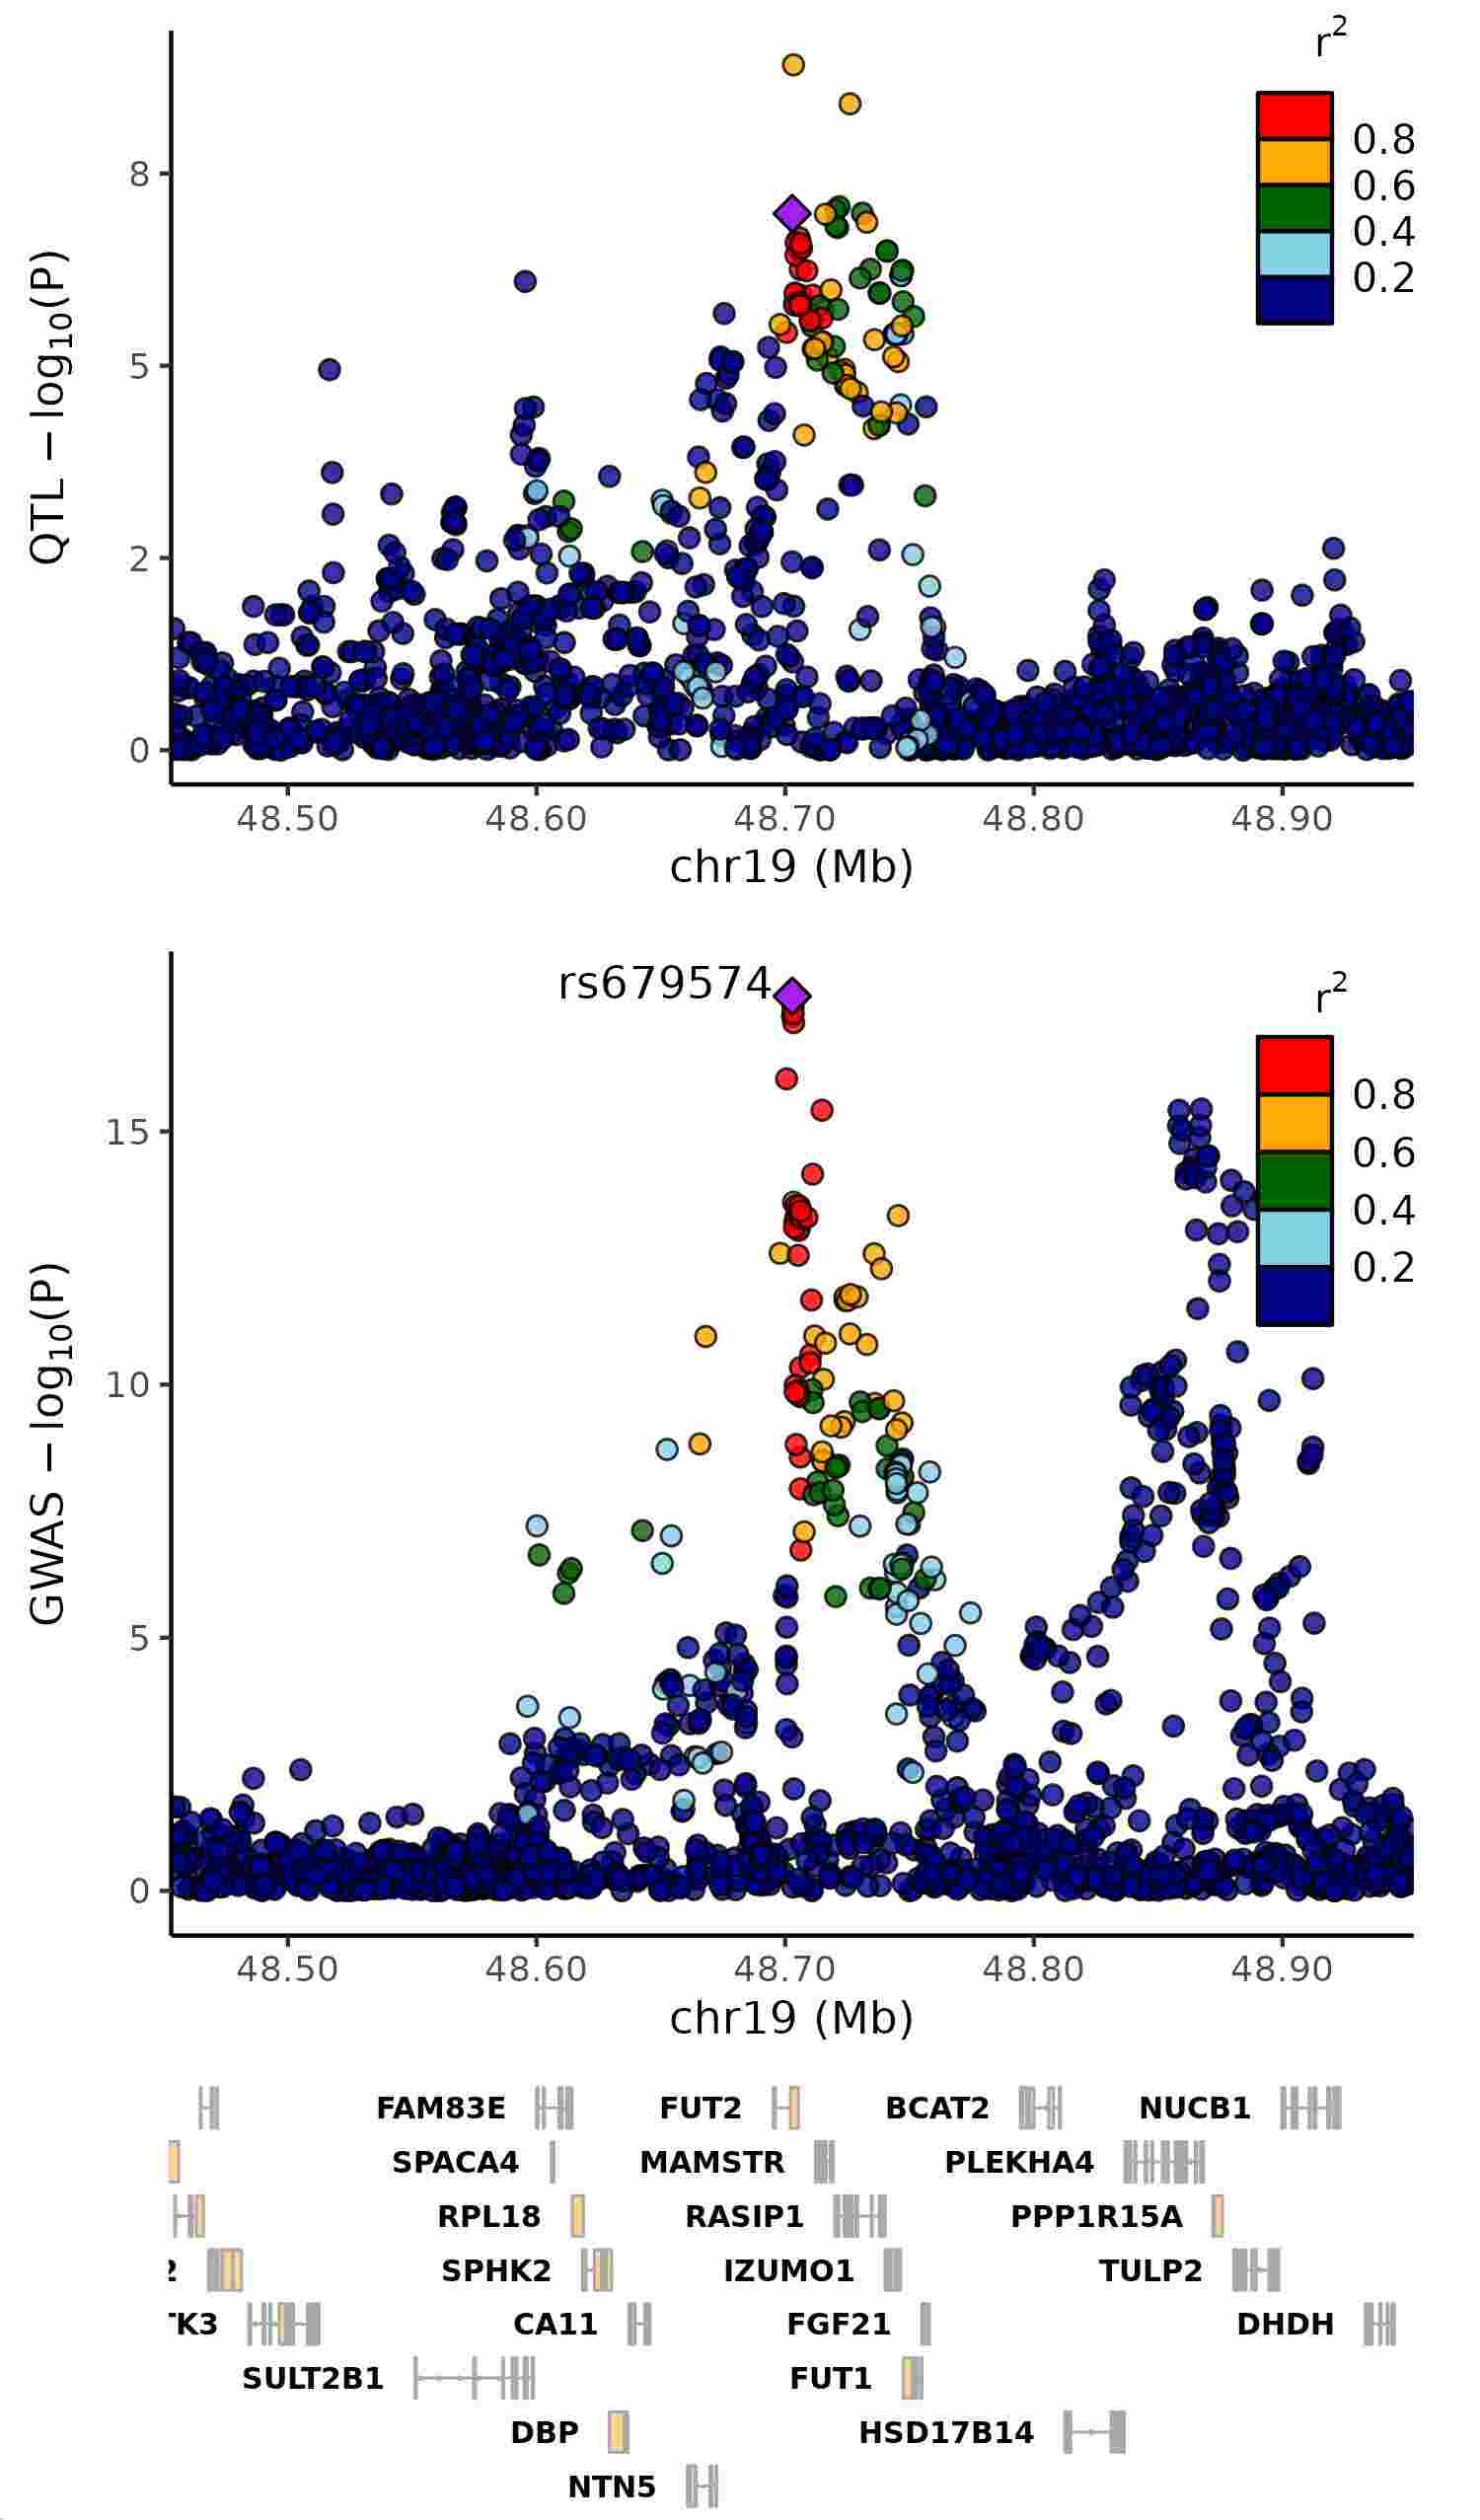 r²
0.8
0.6
0.4
0.2
8
5
2
0
QTL − log₁₀(P)
48.50 48.60 48.70 48.80 48.90
chr19 (Mb)
rs679574
r²
0.8
0.6
0.4
0.2
15
10
5
0
GWAS − log₁₀(P)
48.50 48.60 48.70 48.80 48.90
chr19 (Mb)
FAM83E FUT2 BCAT2 NUCB1
SPACA4 MAMSTR PLEKHA4
RPL18 RASIP1 PPP1R15A
2 SPHK2 IZUMO1 TULP2
TK3 CA11 FGF21 DHDH
SULT2B1 FUT1
DBP HSD17B14
NTN5